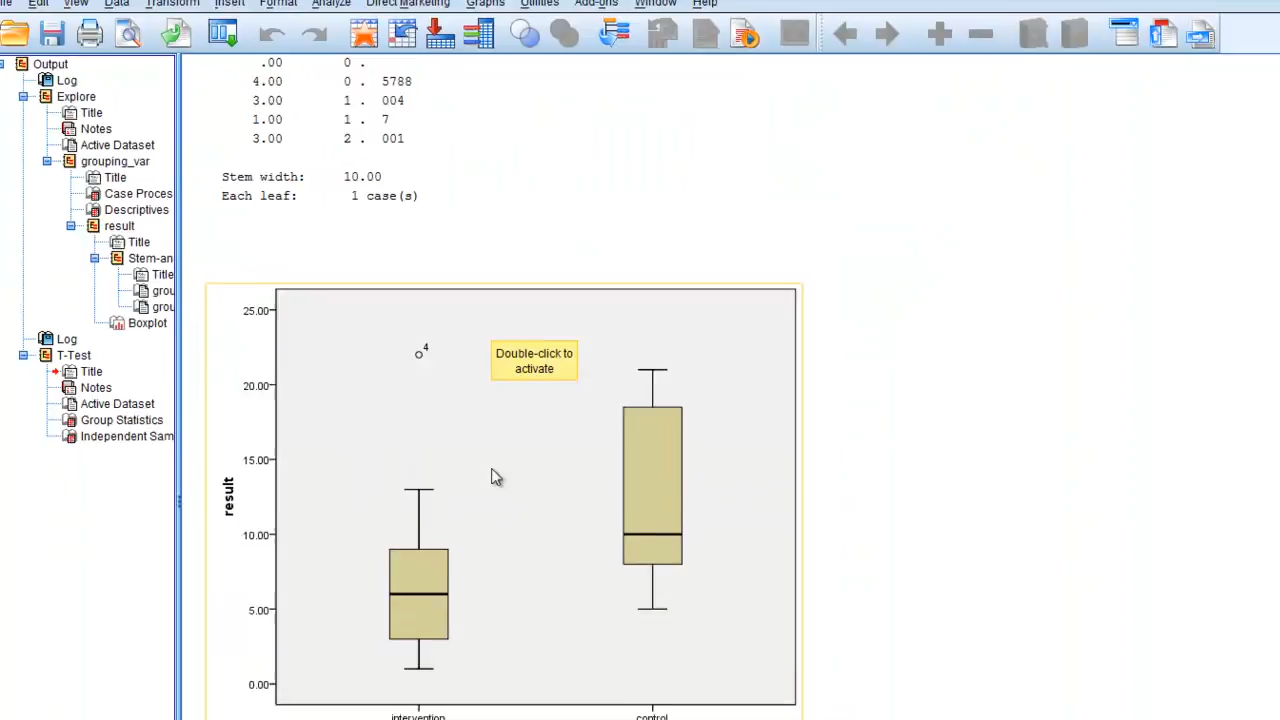 Edit View Data Transform Insert Format Analyze Direct Marketing Graphs Utilities Add-ons Window Help
Output
Log
Explore
Title
Notes
Active Dataset
grouping_var
Title
Case Proces
Descriptives
result
Title
Stem-an
Title
grou
grou
Boxplot
Log
T-Test
Title
Notes
Active Dataset
Group Statistics
Independent Sam
.00 0 .
4.00 0 . 5788
3.00 1 . 004
1.00 1 . 7
3.00 2 . 001
Stem width: 10.00
Each leaf: 1 case(s)
25.00
20.00
15.00
10.00
5.00
0.00
result
4
Double-click to
activate
intervention control